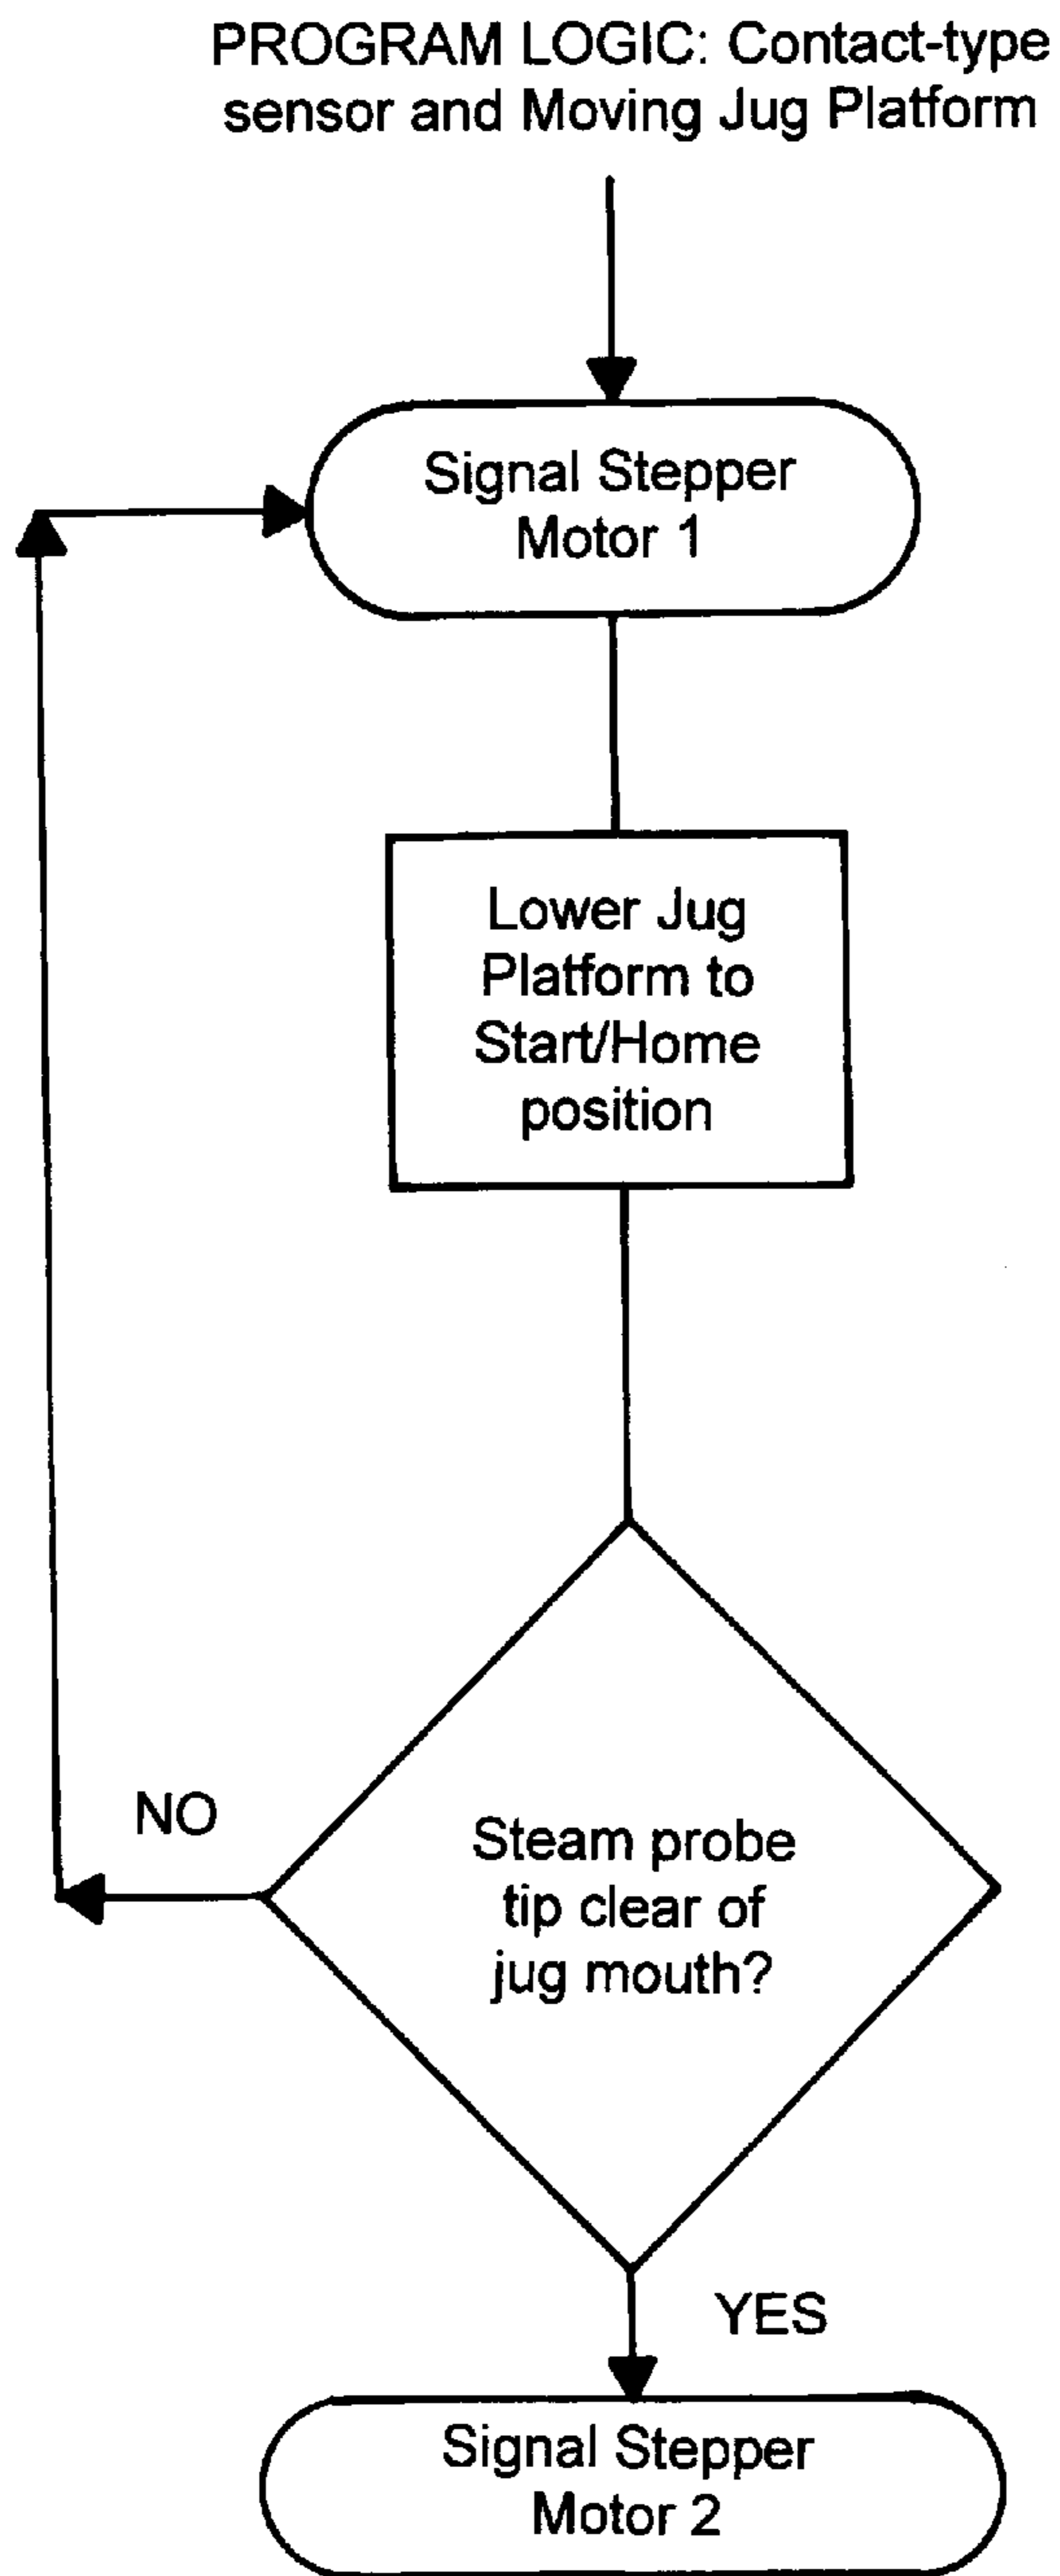 PROGRAM LOGIC: Contact-type
sensor and Moving Jug Platform
Signal Stepper
Motor 1
Lower Jug
Platform to
Start/Home
position
NO
Steam probe
tip clear of
jug mouth?
YES
Signal Stepper
Motor 2